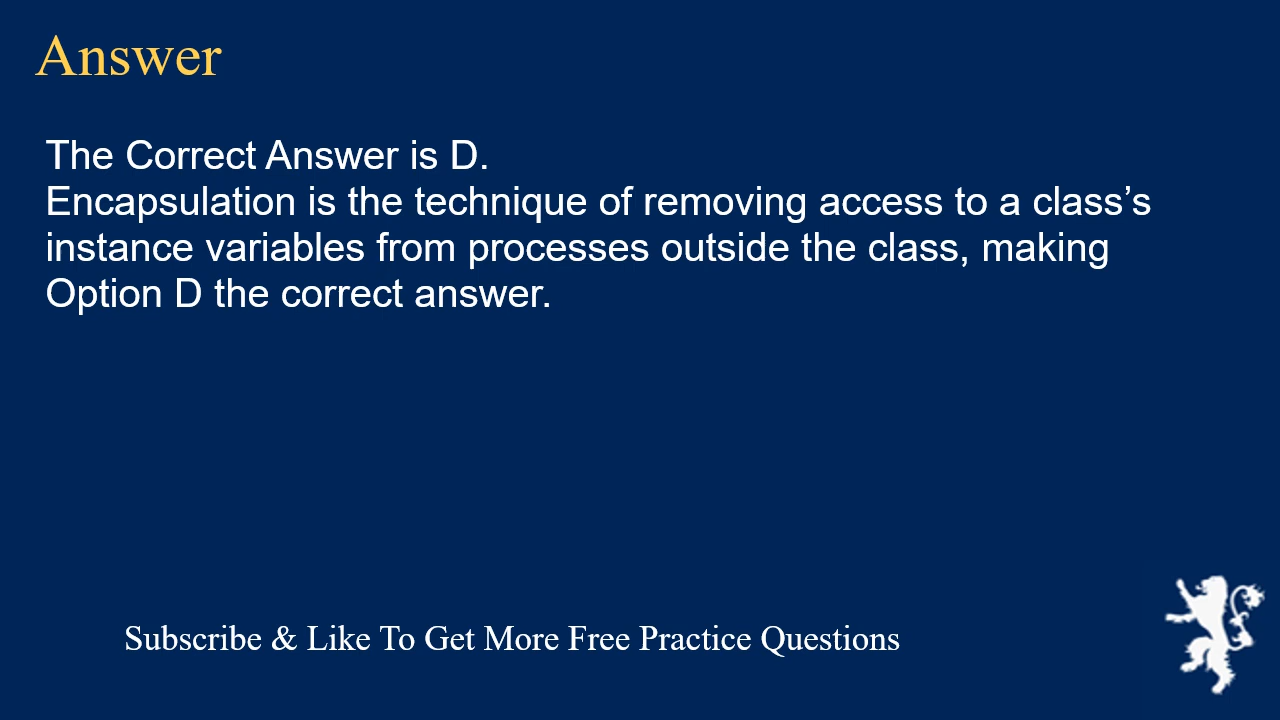 Answer
The Correct Answer is D.
Encapsulation is the technique of removing access to a class’s
instance variables from processes outside the class, making
Option D the correct answer.
Subscribe & Like To Get More Free Practice Questions